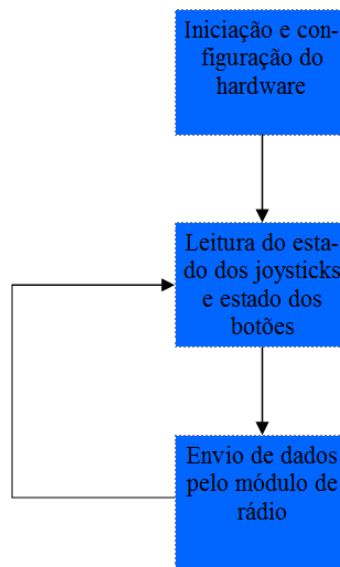 Iniciação e con-
figuração do
hardware
Leitura do esta-
do dos joysticks
e estado dos
botões
Envio de dados
pelo módulo de
rádio